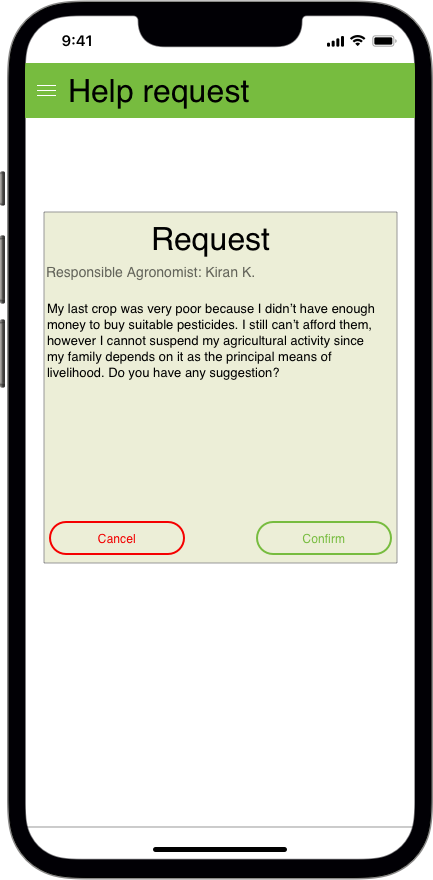 9:41
Help request
Request
Responsible Agronomist: Kiran K.
My last crop was very poor because I didn’t have enough
money to buy suitable pesticides. I still can’t afford them,
however I cannot suspend my agricultural activity since
my family depends on it as the principal means of
livelihood. Do you have any suggestion?
Cancel
Confirm